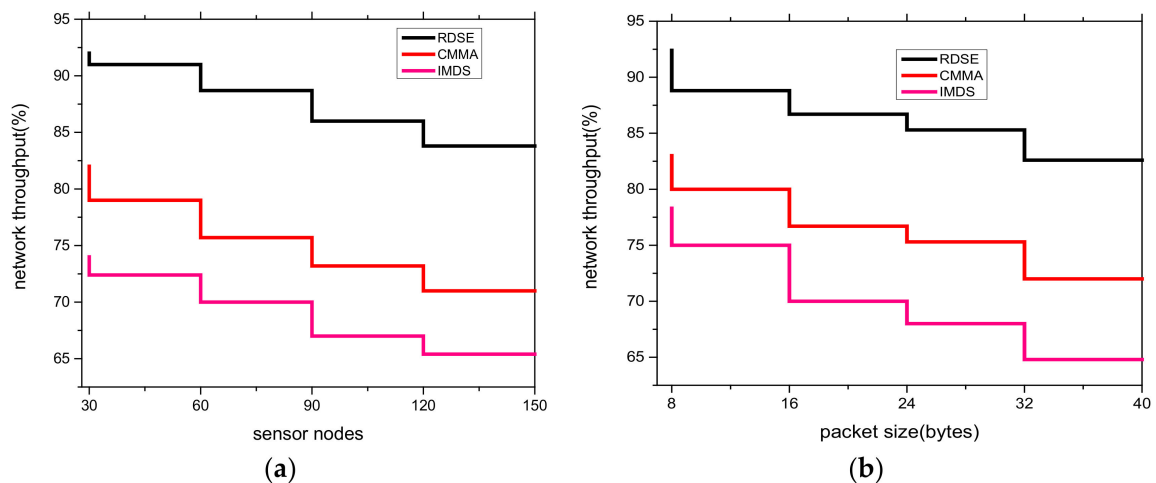 95
90
85
80
75
70
65
network throughput(%)
RDSE
CMMA
IMDS
30
60
90
120
150
sensor nodes
(a)
95
90
85
80
75
70
65
network throughput(%)
RDSE
CMMA
IMDS
8
16
24
32
40
packet size(bytes)
(b)